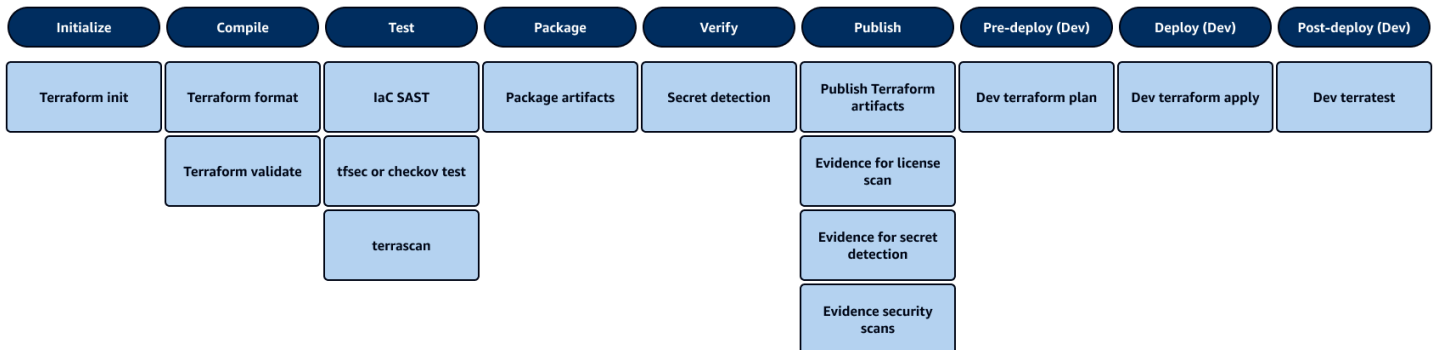 Initialize
Compile
Test
Package
Verify
Publish
Pre-deploy (Dev)
Deploy (Dev)
Post-deploy (Dev)
Terraform init
Terraform format
IaC SAST
Package artifacts
Secret detection
Publish Terraform
artifacts
Dev terraform plan
Dev terraform apply
Dev terratest
Terraform validate
tfsec or checkov test
Evidence for license
scan
terrascan
Evidence for secret
detection
Evidence security
scans